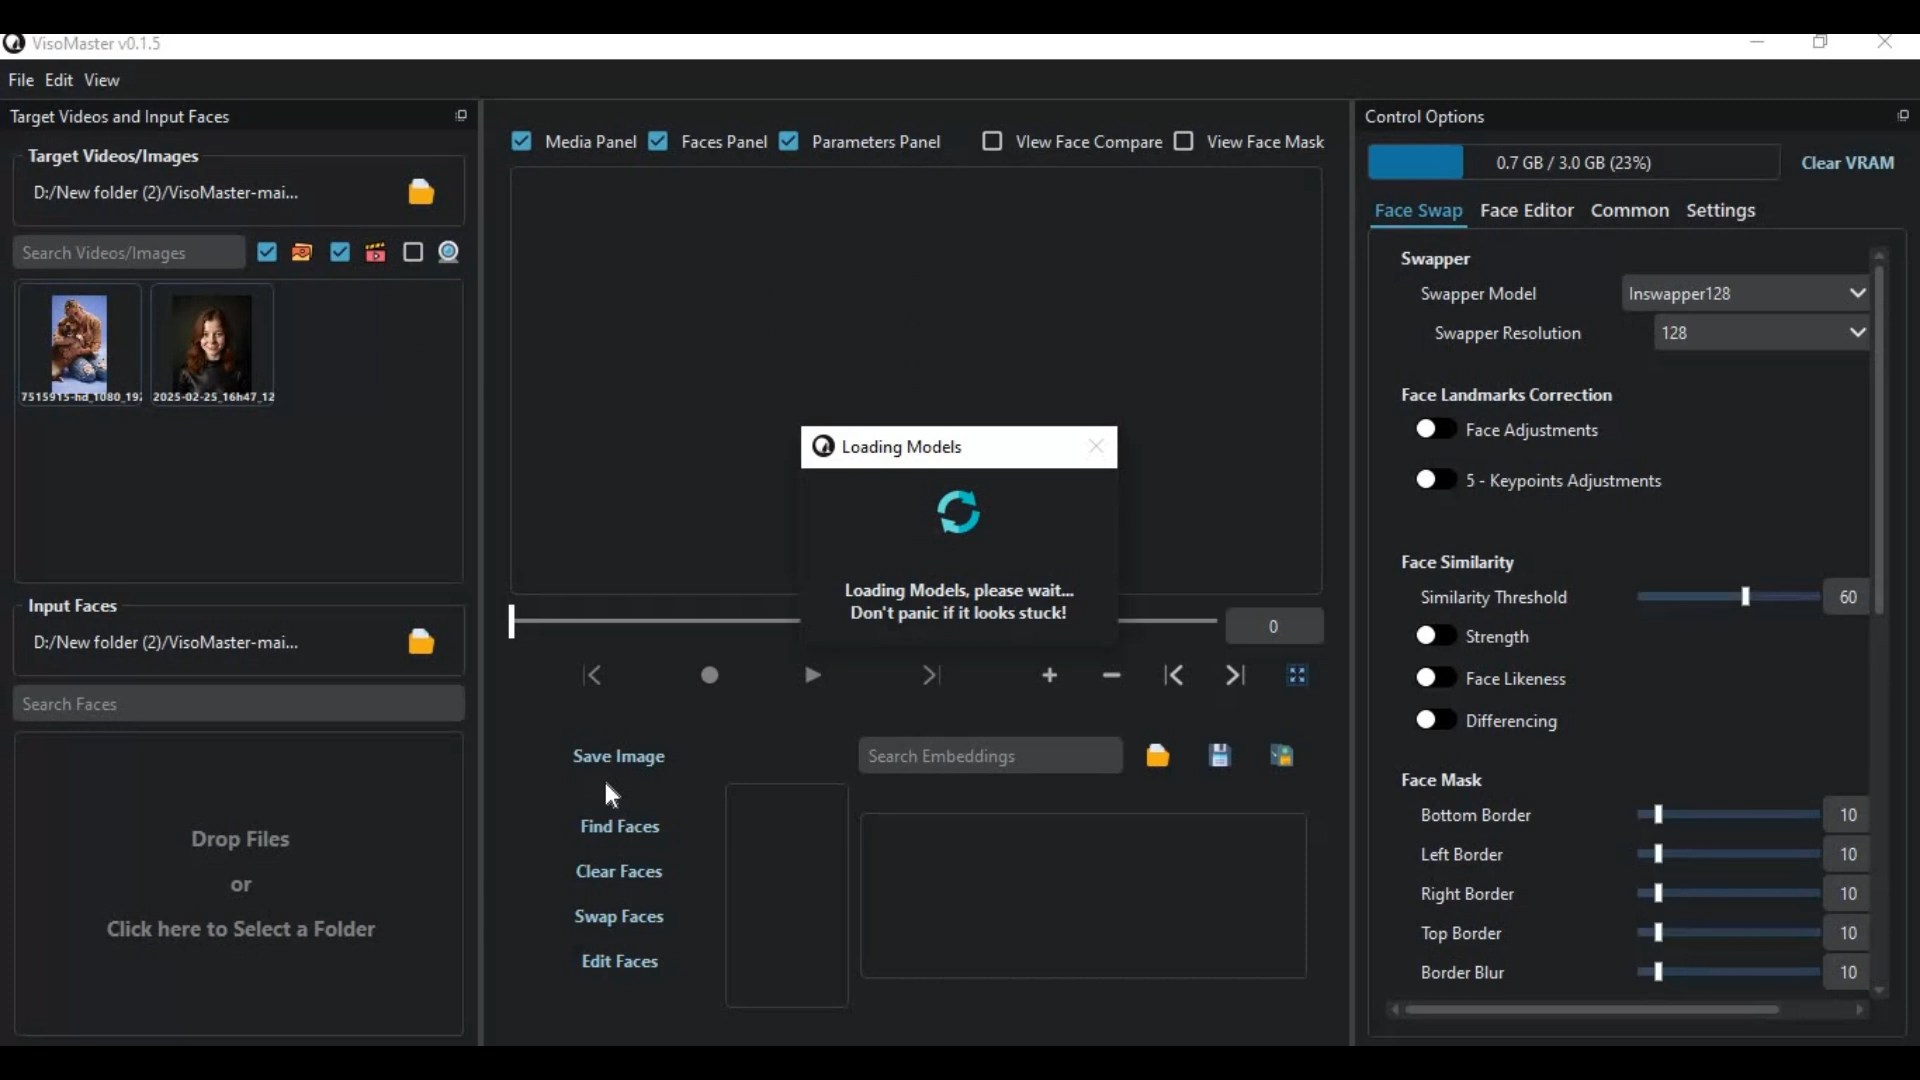 VisoMaster v0.1.5
File Edit View
Target Videos and Input Faces
Target Videos/Images
D:/New folder (2)/VisoMaster-mai...
Search Videos/Images
7515915-hd_1080_192
2025-02-25_16h47_12
Input Faces
D:/New folder (2)/VisoMaster-mai...
Search Faces
Drop Files
or
Click here to Select a Folder
Media Panel Faces Panel Parameters Panel VIew Face Compare View Face Mask
Loading Models
Loading Models, please wait...
Don't panic if it looks stuck!
0
Save Image
Search Embeddings
Find Faces
Clear Faces
Swap Faces
Edit Faces
Control Options
0.7 GB / 3.0 GB (23%) Clear VRAM
Face Swap Face Editor Common Settings
Swapper
Swapper Model Inswapper128
Swapper Resolution 128
Face Landmarks Correction
Face Adjustments
5 - Keypoints Adjustments
Face Similarity
Similarity Threshold 60
Strength
Face Likeness
Differencing
Face Mask
Bottom Border 10
Left Border 10
Right Border 10
Top Border 10
Border Blur 10